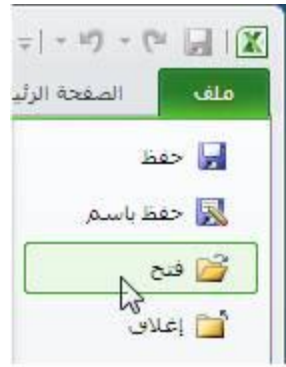 ملف الصفحة
حفظ
حفظ باسم
فتح
إغلاق